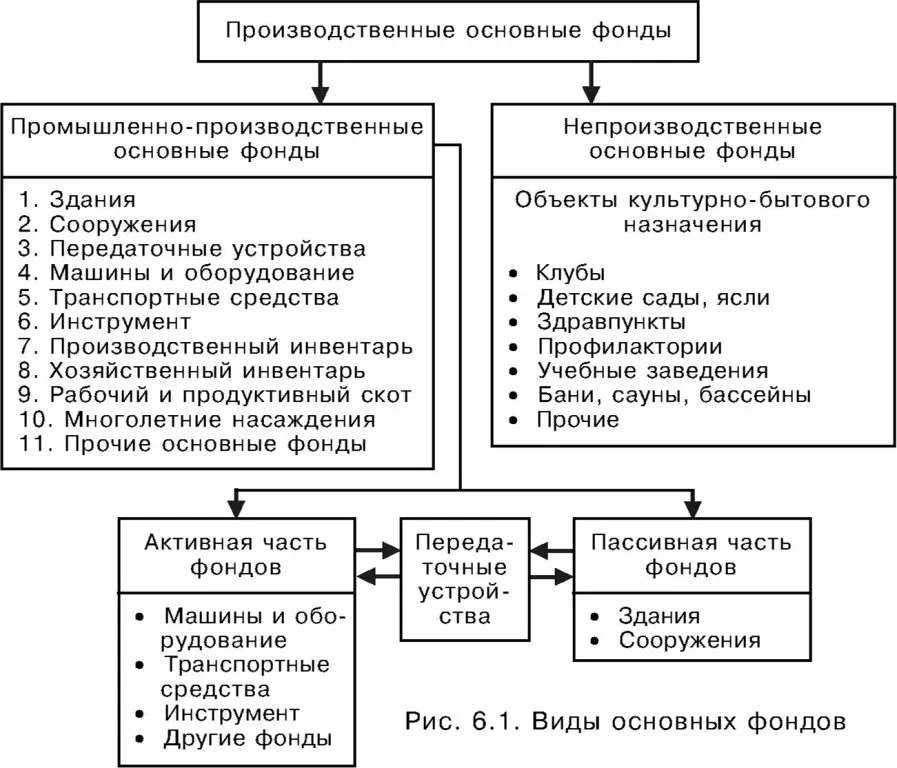 Производственные основные фонды
Промышленно-производственные
основные фонды
1. Здания
2. Сооружения
3. Передаточные устройства
4. Машины и оборудование
5. Транспортные средства
6. Инструмент
7. Производственный инвентарь
8. Хозяйственный инвентарь
9. Рабочий и продуктивный скот
10. Многолетние насаждения
11. Прочие основные фонды
Непроизводственные
основные фонды
Объекты культурно-бытового
назначения
• Клубы
• Детские сады, ясли
• Здравпункты
• Профилактории
• Учебные заведения
• Бани, сауны, бассейны
• Прочие
Активная часть
фондов
• Машины и обо-
рудование
• Транспортные
средства
• Инструмент
• Другие фонды
Переда-
точные
устрой-
ства
Пассивная часть
фондов
• Здания
• Сооружения
Рис. 6.1. Виды основных фондов